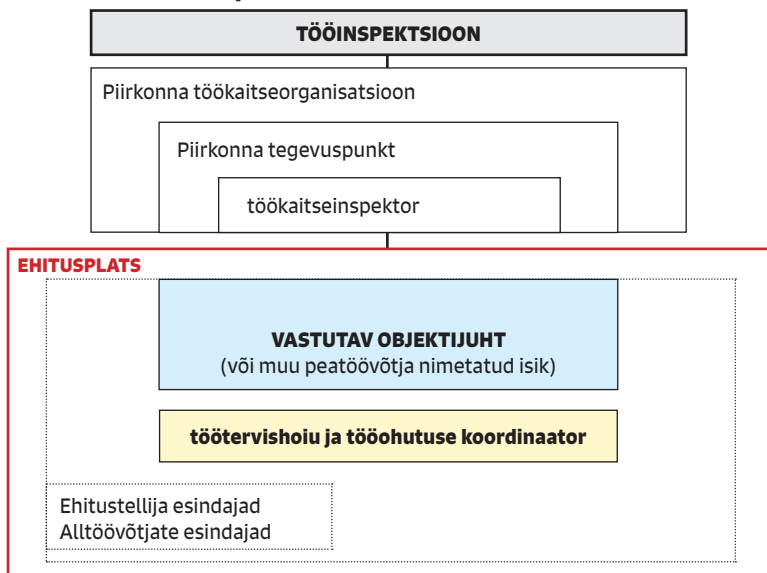 TÖÖINSPEKTSIOON
Piirkonna töökaitseorganisatsioon
Piirkonna tegevuspunkt
töökaitseinspektor
EHITUSPLATS
VASTUTAV OBJEKTIJUHT
(või muu peatöövõtja nimetatud isik)
töötervishoiu ja tööohutuse koordinaator
Ehitustellija esindajad
Alltöövõtjate esindajad